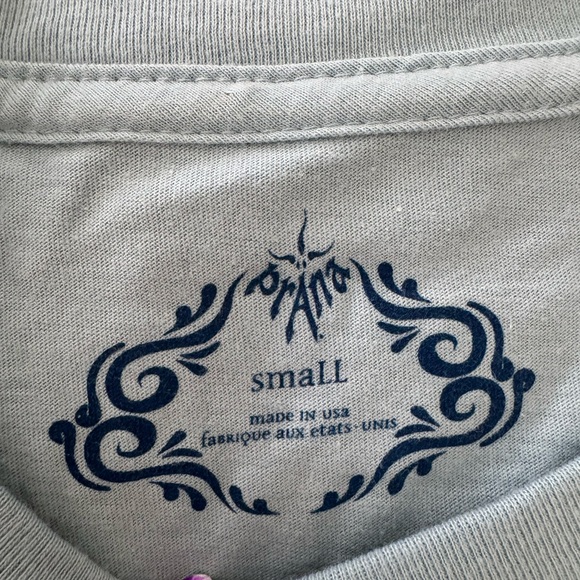 prAna
smaLL
made in usa
fabrique aux etats-unis